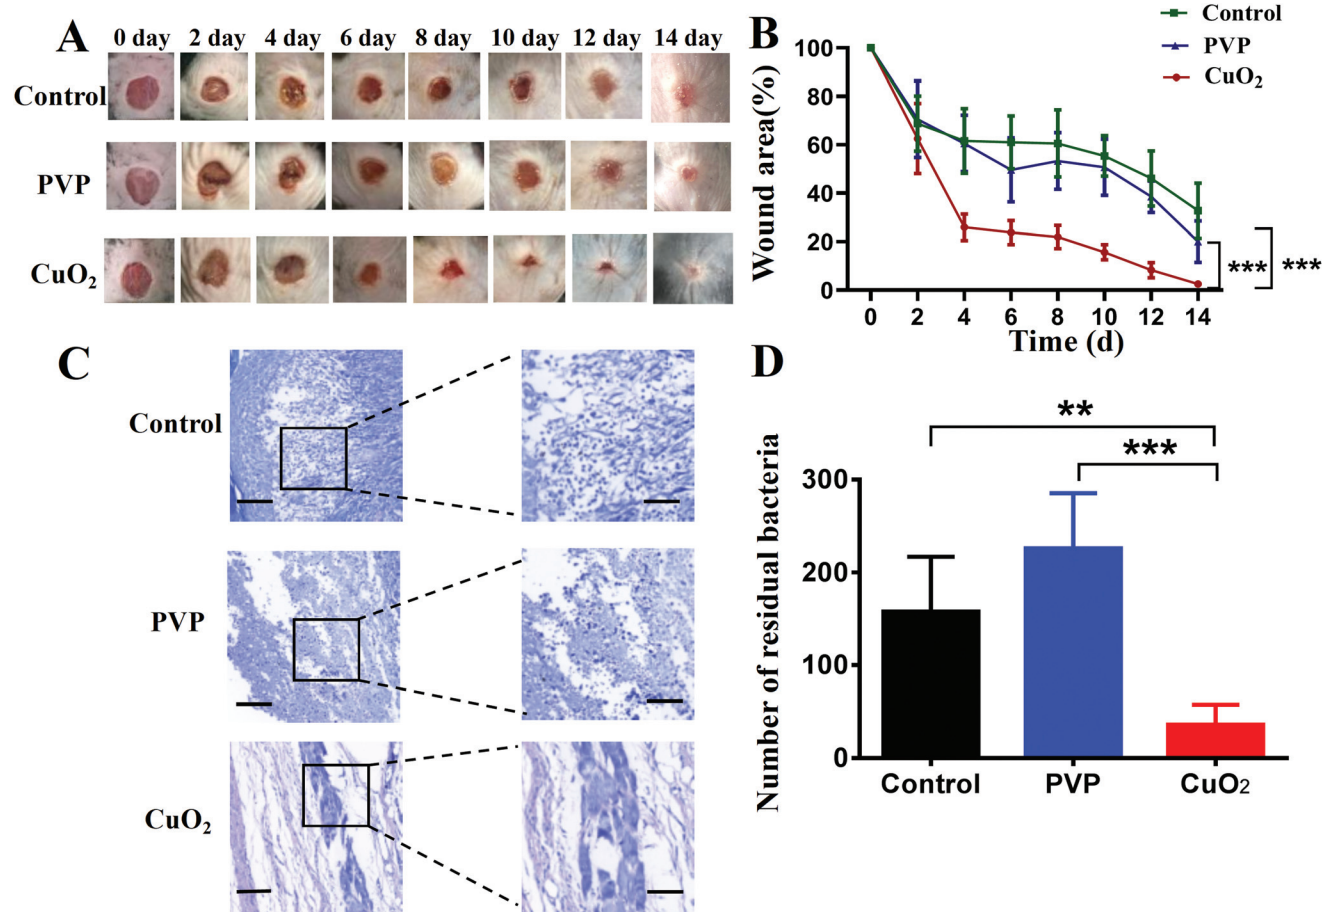 A
0 day 2 day 4 day 6 day 8 day 10 day 12 day 14 day
Control
PVP
CuO₂
B
Control
PVP
CuO₂
Wound area(%)
100
80
60
40
20
0
0 2 4 6 8 10 12 14
Time (d)
***
***
C
Control
PVP
CuO₂
D
**
***
Number of residual bacteria
300
200
100
0
Control PVP CuO₂